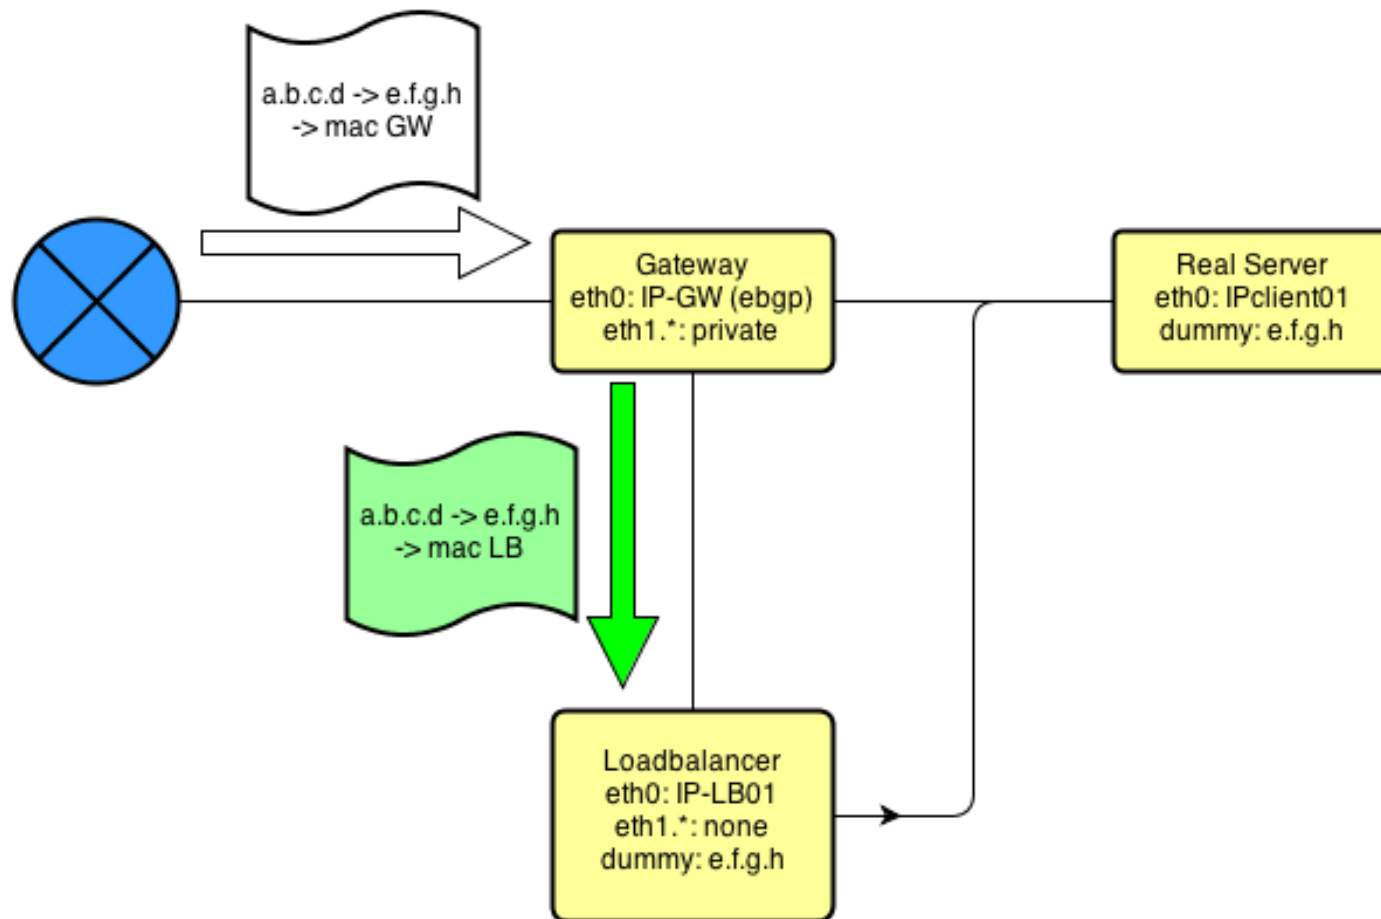 a.b.c.d -> e.f.g.h
-> mac GW
Gateway
eth0: IP-GW (ebgp)
eth1.*: private
Real Server
eth0: IPclient01
dummy: e.f.g.h
a.b.c.d -> e.f.g.h
-> mac LB
Loadbalancer
eth0: IP-LB01
eth1.*: none
dummy: e.f.g.h